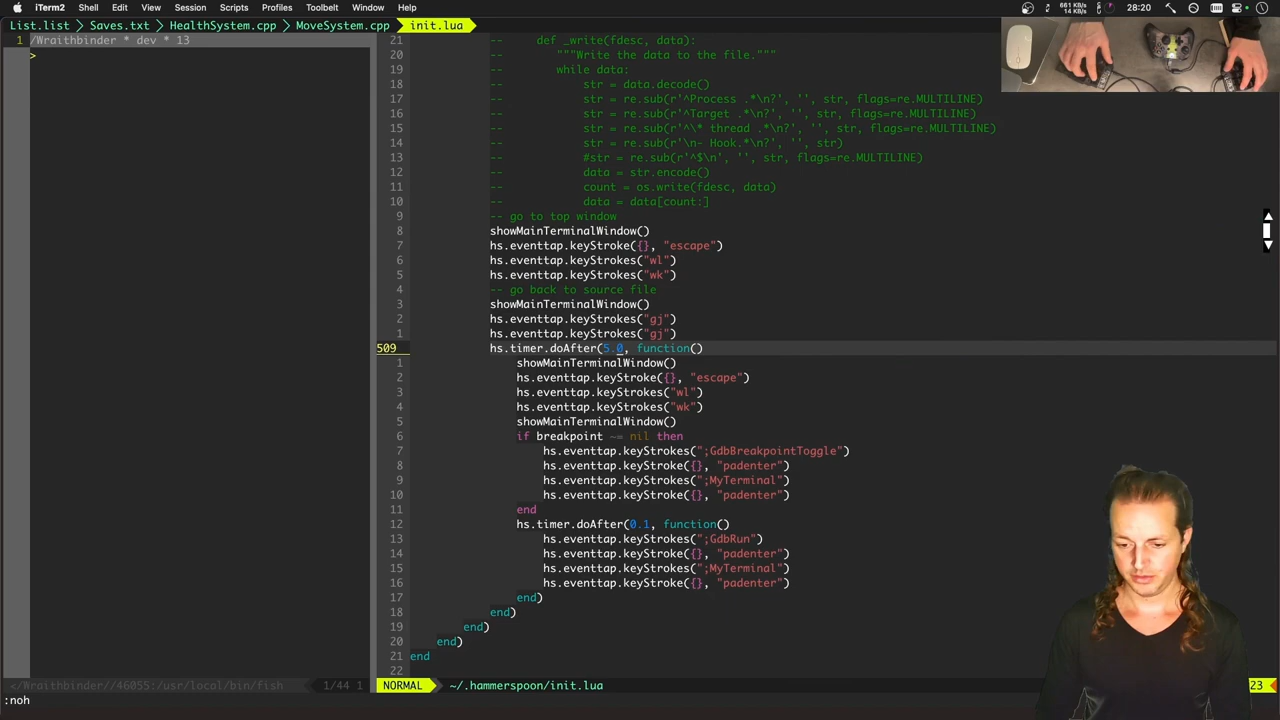 iTerm2 Shell Edit View Session Scripts Profiles Toolbelt Window Help 661 KB/s 14 KB/s 28:20
List.list Saves.txt HealthSystem.cpp MoveSystem.cpp init.lua
1 /Wraithbinder * dev * 13
>
21 -- def _write(fdesc, data):
20 -- """Write the data to the file."""
19 -- while data:
18 -- str = data.decode()
17 -- str = re.sub(r'^Process .*\n?', '', str, flags=re.MULTILINE)
16 -- str = re.sub(r'^Target .*\n?', '', str, flags=re.MULTILINE)
15 -- str = re.sub(r'^\* thread .*\n?', '', str, flags=re.MULTILINE)
14 -- str = re.sub(r'\n- Hook.*\n?', '', str)
13 -- #str = re.sub(r'^$\n', '', str, flags=re.MULTILINE)
12 -- data = str.encode()
11 -- count = os.write(fdesc, data)
10 -- data = data[count:]
9 -- go to top window
8 showMainTerminalWindow()
7 hs.eventtap.keyStroke({}, "escape")
6 hs.eventtap.keyStrokes("wl")
5 hs.eventtap.keyStrokes("wk")
4 -- go back to source file
3 showMainTerminalWindow()
2 hs.eventtap.keyStrokes("gj")
1 hs.eventtap.keyStrokes("gj")
509 hs.timer.doAfter(5.0, function()
1 showMainTerminalWindow()
2 hs.eventtap.keyStroke({}, "escape")
3 hs.eventtap.keyStrokes("wl")
4 hs.eventtap.keyStrokes("wk")
5 showMainTerminalWindow()
6 if breakpoint ~= nil then
7 hs.eventtap.keyStrokes(";GdbBreakpointToggle")
8 hs.eventtap.keyStroke({}, "padenter")
9 hs.eventtap.keyStrokes(";MyTerminal")
10 hs.eventtap.keyStroke({}, "padenter")
11 end
12 hs.timer.doAfter(0.1, function()
13 hs.eventtap.keyStrokes(";GdbRun")
14 hs.eventtap.keyStroke({}, "padenter")
15 hs.eventtap.keyStrokes(";MyTerminal")
16 hs.eventtap.keyStroke({}, "padenter")
17 end)
18 end)
19 end)
20 end)
21 end
22
</Wraithbinder//46055:/usr/local/bin/fish 1/44 1 NORMAL ~/.hammerspoon/init.lua 23
:noh